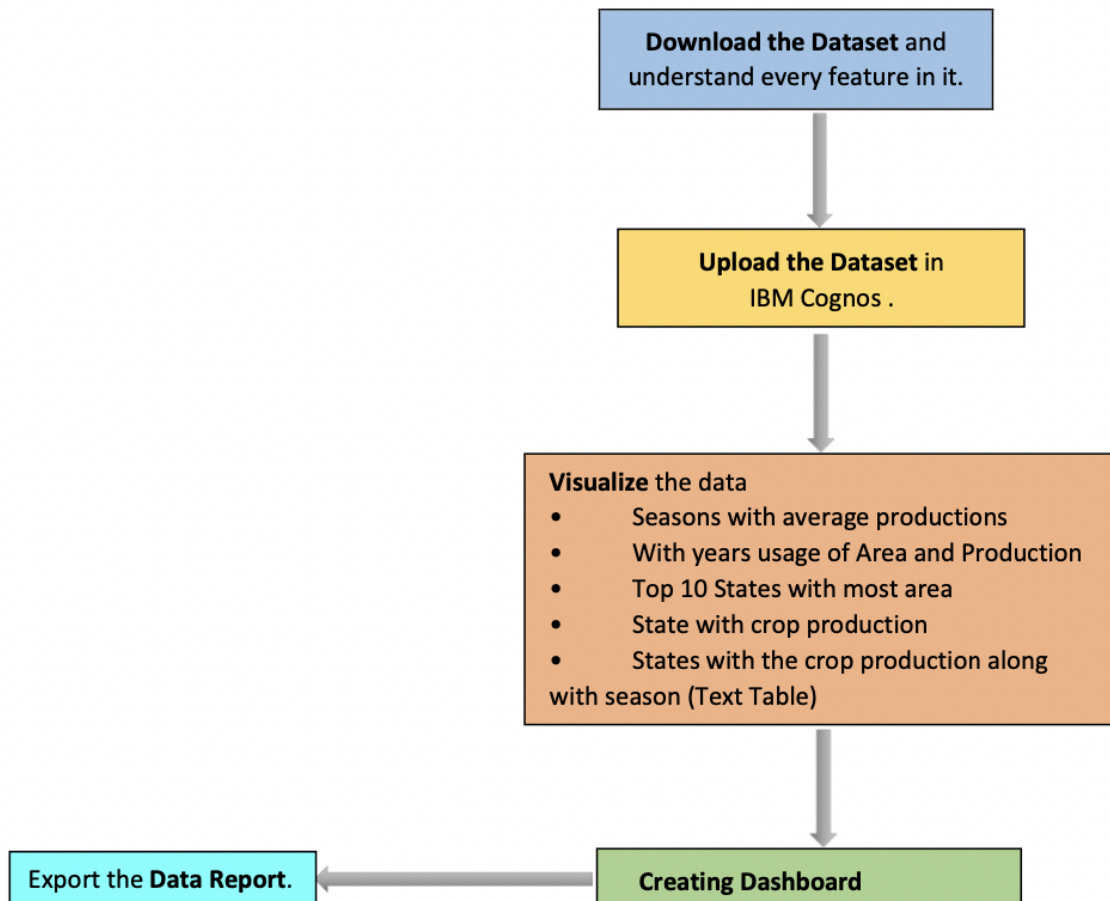 Download the Dataset and
understand every feature in it.
Upload the Dataset in
IBM Cognos .
Visualize the data
• Seasons with average productions
• With years usage of Area and Production
• Top 10 States with most area
• State with crop production
• States with the crop production along
with season (Text Table)
Creating Dashboard
Export the Data Report.